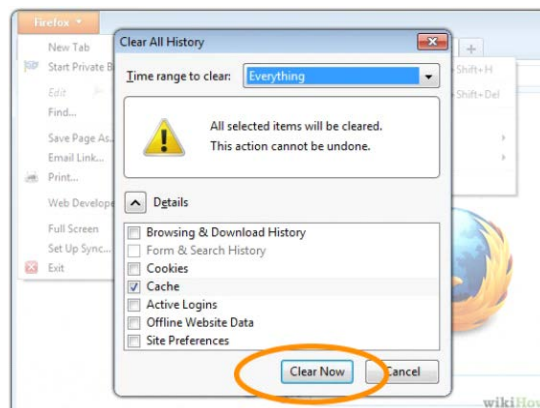 Firefox
Clear All History
New Tab
Time range to clear: Everything
Start Private B
Shift+H
Edit
Shift+Del
Find...
All selected items will be cleared.
This action cannot be undone.
Save Page As..
Email Link...
Print...
Web Develope
Details
Full Screen
Browsing & Download History
Set Up Sync...
Form & Search History
Exit
Cookies
Cache
Active Logins
Offline Website Data
Site Preferences
Clear Now
Cancel
wikiHow